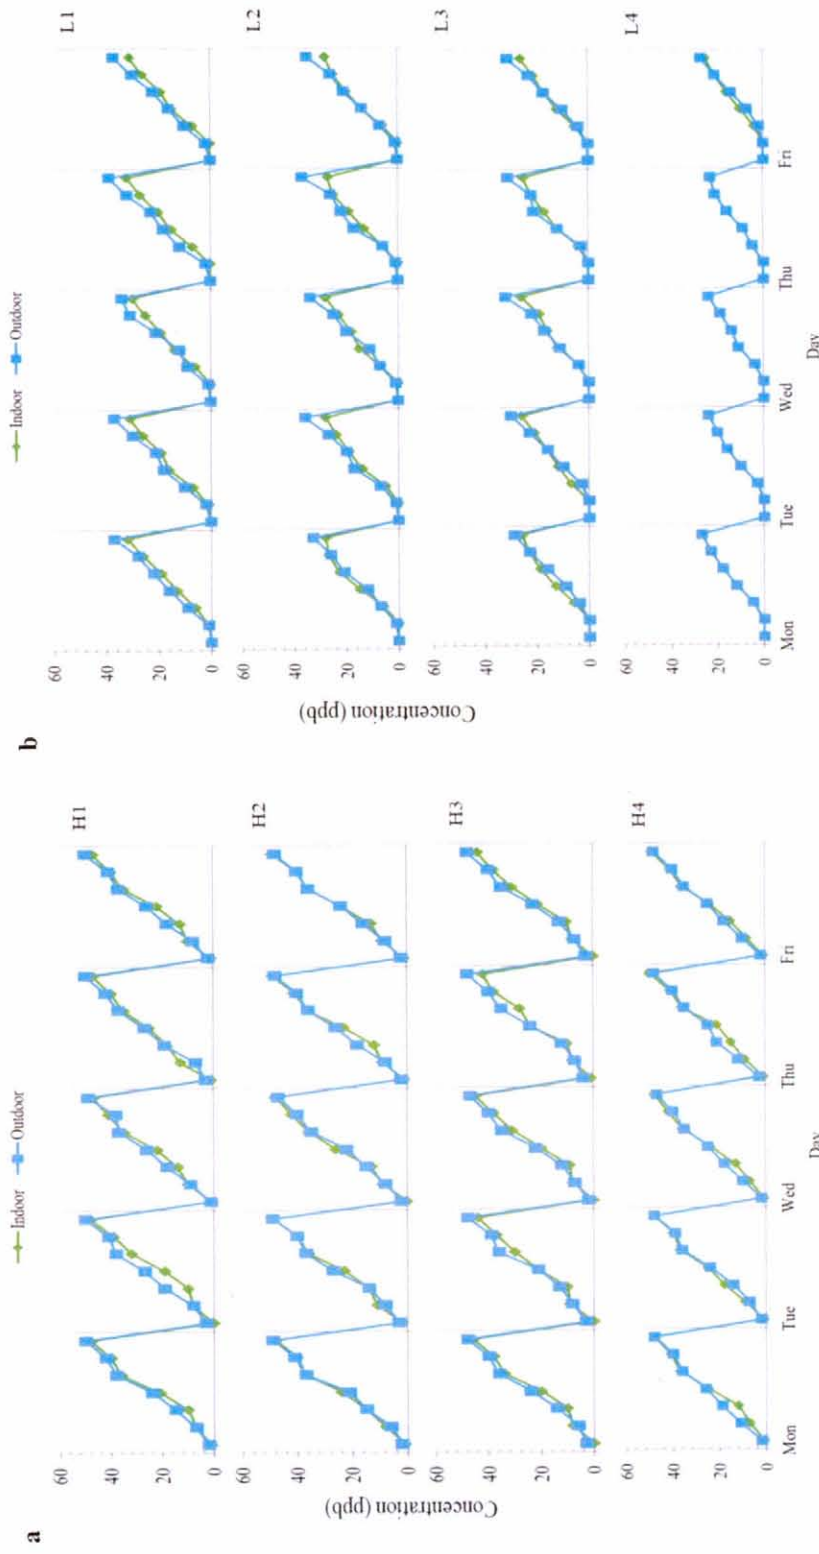 a
Indoor Outdoor
H1
60
40
20
0
H2
60
40
20
0
Concentration (ppb)
H3
60
40
20
0
H4
60
40
20
0
Mon Tue Wed Thu Fri
Day
b
Indoor Outdoor
L1
60
40
20
0
L2
60
40
20
0
Concentration (ppb)
L3
60
40
20
0
L4
60
40
20
0
Mon Tue Wed Thu Fri
Day